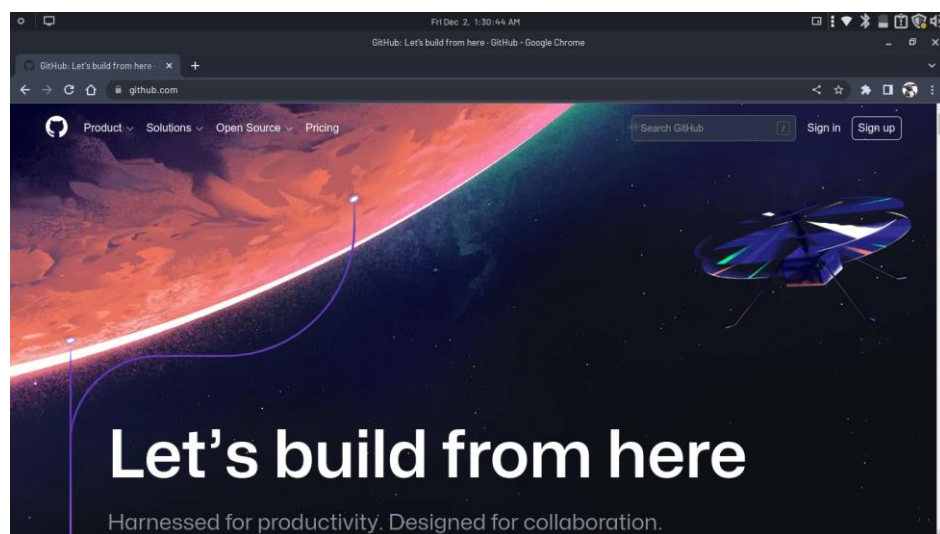 Fri Dec 2, 1:30:44 AM
GitHub: Let's build from here · GitHub - Google Chrome
GitHub: Let's build from here ·
github.com
Product Solutions Open Source Pricing Search GitHub / Sign in Sign up
Let's build from here
Harnessed for productivity. Designed for collaboration.